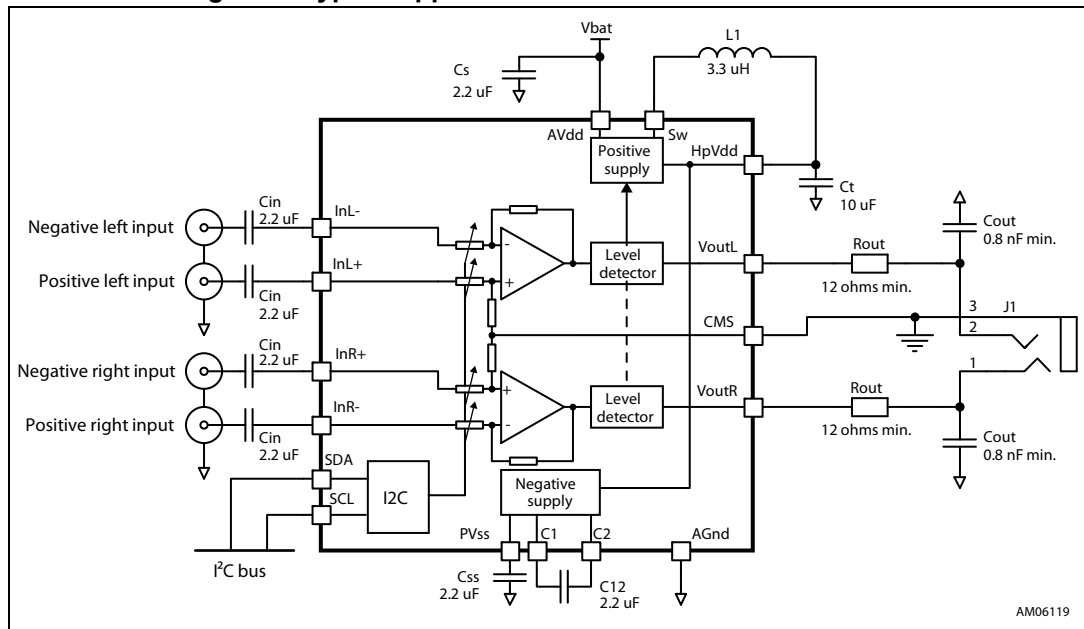 Vbat
L1
3.3 uH
Cs
2.2 uF
AVdd
Sw
HpVdd
Positive
supply
Ct
10 uF
Cin
2.2 uF
InL-
Negative left input
Cout
0.8 nF min.
-
Level
detector
VoutL
Rout
12 ohms min.
InL+
Positive left input
+
Cin
2.2 uF
CMS
3
J1
2
Cin
2.2 uF
InR+
Negative right input
1
+
Level
detector
VoutR
Rout
12 ohms min.
InR-
Positive right input
-
Cin
2.2 uF
Cout
0.8 nF min.
SDA
SCL
I2C
Negative
supply
PVss
C1
C2
AGnd
I²C bus
Css
2.2 uF
C12
2.2 uF
AM06119